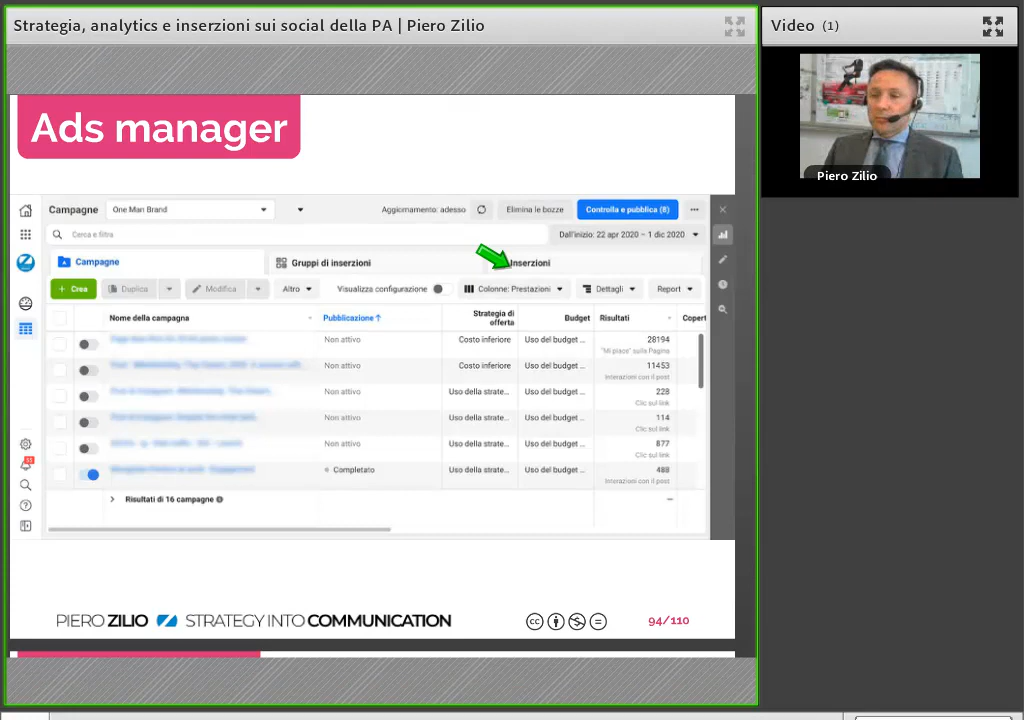 Strategia, analytics e inserzioni sui social della PA | Piero Zilio
Video (1)
Piero Zilio
Ads manager
Campagne
One Man Brand
Aggiornamento: adesso
Elimina le bozze
Controlla e pubblica (8)
Cerca e filtra
Dall'inizio: 22 apr 2020 – 1 dic 2020
Campagne
Gruppi di inserzioni
Inserzioni
+ Crea
Duplica
Modifica
Altro
Visualizza configurazione
Colonne: Prestazioni
Dettagli
Report
Nome della campagna
Pubblicazione
Strategia di offerta
Budget
Risultati
Copert
Non attivo Costo inferiore Uso del budget ... 28194
"Mi piace" sulla Pagina
Non attivo Costo inferiore Uso del budget ... 11453
Interazioni con il post
Non attivo Uso della strate... Uso del budget ... 228
Clic sul link
Non attivo Uso della strate... Uso del budget ... 114
Clic sul link
Non attivo Uso della strate... Uso del budget ... 877
Clic sul link
Completato Uso della strate... Uso del budget ... 488
Interazioni con il post
Risultati di 16 campagne
PIERO ZILIO STRATEGY INTO COMMUNICATION
94/110